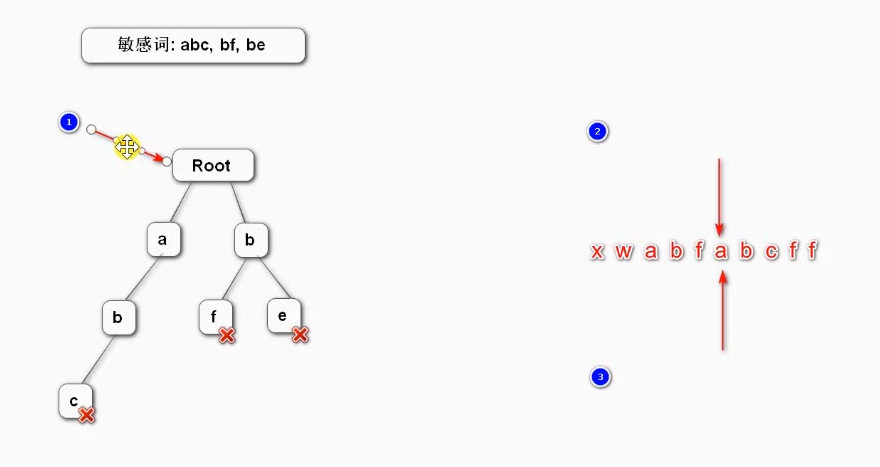 敏感词: abc, bf, be
1
2
Root
a
b
x w a b f a b c f f
b
f
e
3
c